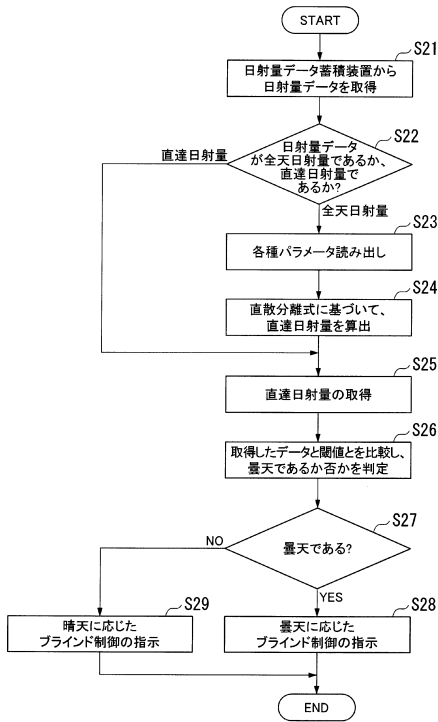 START
S21
日射量データ蓄積装置から
日射量データを取得
S22
日射量データ
が全天日射量であるか、
直達日射量で
あるか?
直達日射量
全天日射量
S23
各種パラメータ読み出し
S24
直散分離式に基づいて、
直達日射量を算出
S25
直達日射量の取得
S26
取得したデータと閾値とを比較し、
曇天であるか否かを判定
S27
曇天である?
NO
YES
S29
晴天に応じた
ブラインド制御の指示
S28
曇天に応じた
ブラインド制御の指示
END